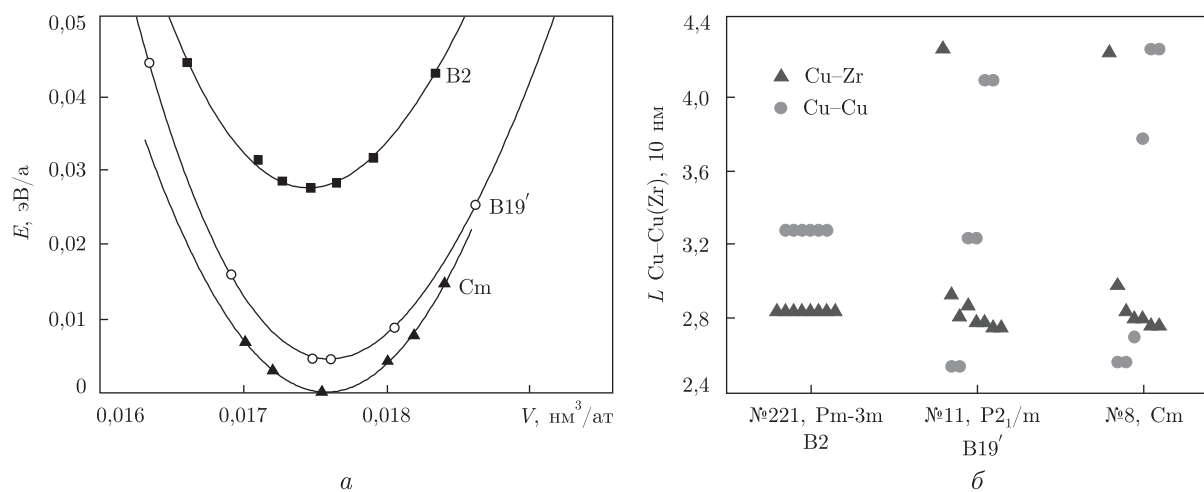 0,05
0,04
0,03
0,02
0,01
0
E, эВ/а
B2
B19′
Cm
0,016
0,017
0,018
V, нм³/ат
а
4,4
4,0
3,6
3,2
2,8
2,4
L Cu–Cu(Zr), 10 нм
Cu–Zr
Cu–Cu
№221, Pm-3m
B2
№11, P2₁/m
B19′
№8, Cm
б